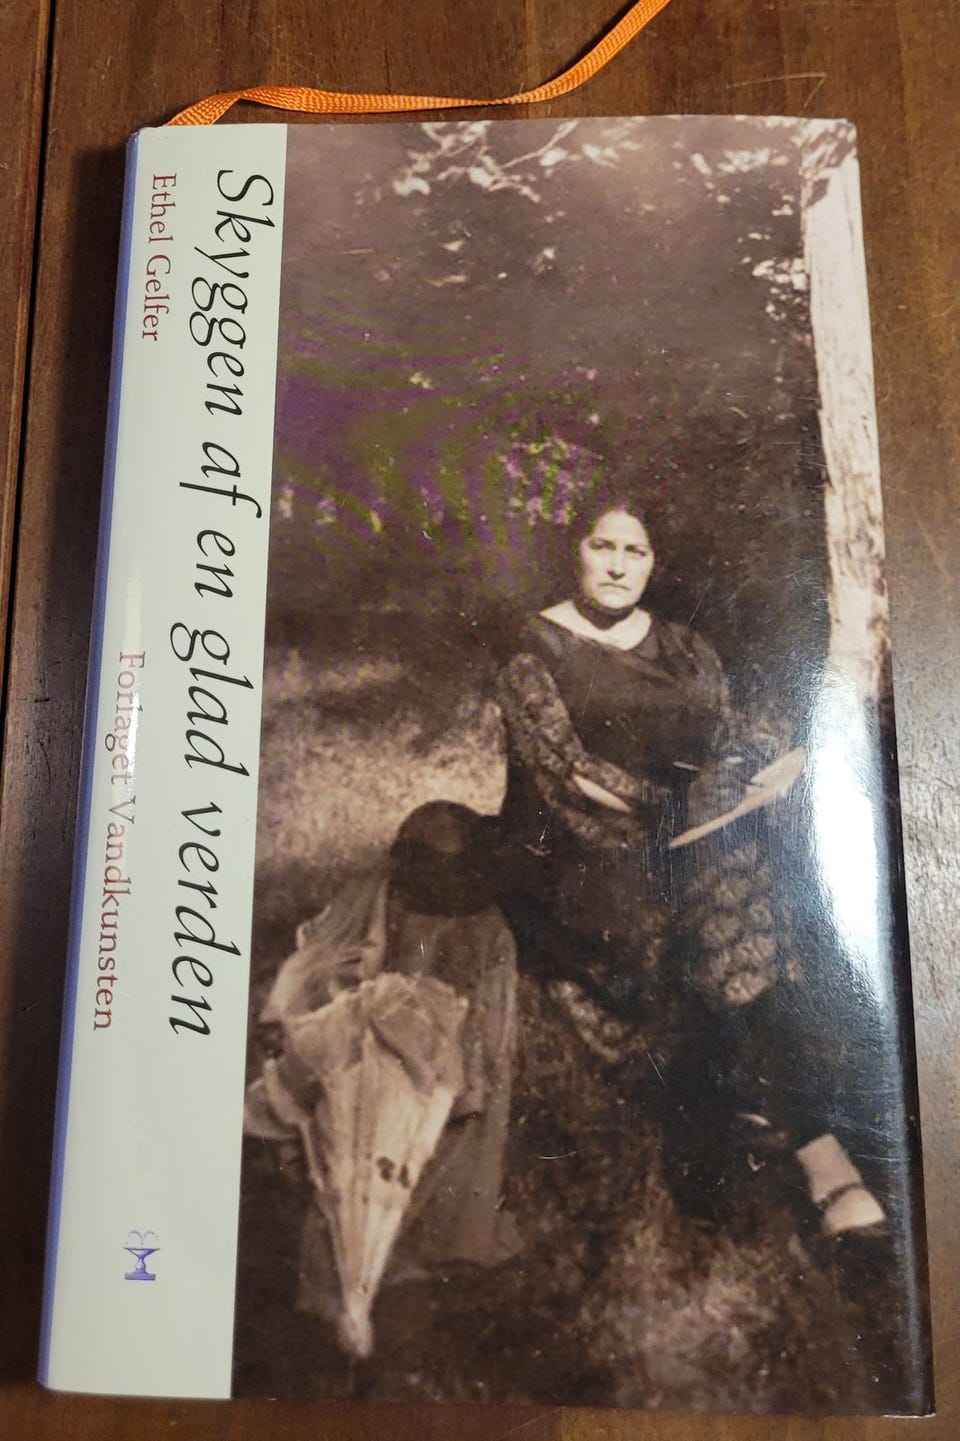 Skyggen af en glad verden
Ethel Gelfer
Forlaget Vandkunsten